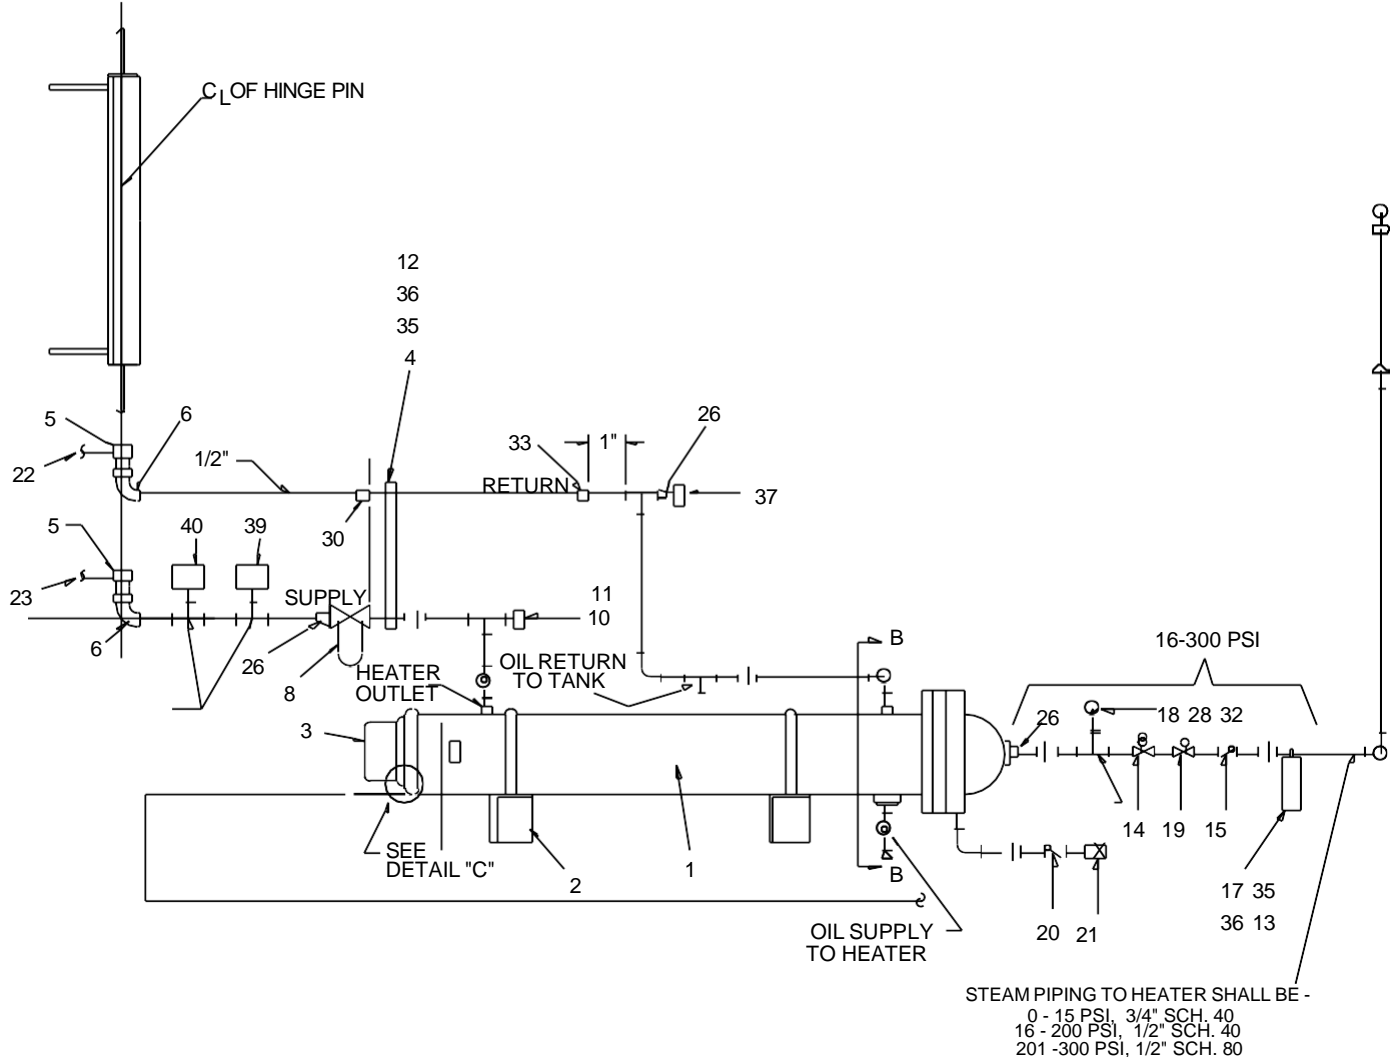 C L OF HINGE PIN
12
36
35
4
5
6
26
33
1"
22
1/2"
RETURN
37
30
5
40
39
23
SUPPLY
11
10
6
26
8
HEATER
OUTLET
OIL RETURN
TO TANK
B
16-300 PSI
3
26
18 28 32
SEE
DETAIL "C"
2
1
B
14
19
15
17 35
36 13
20
21
OIL SUPPLY
TO HEATER
STEAM PIPING TO HEATER SHALL BE -
0 - 15 PSI, 3/4" SCH. 40
16 - 200 PSI, 1/2" SCH. 40
201 -300 PSI, 1/2" SCH. 80